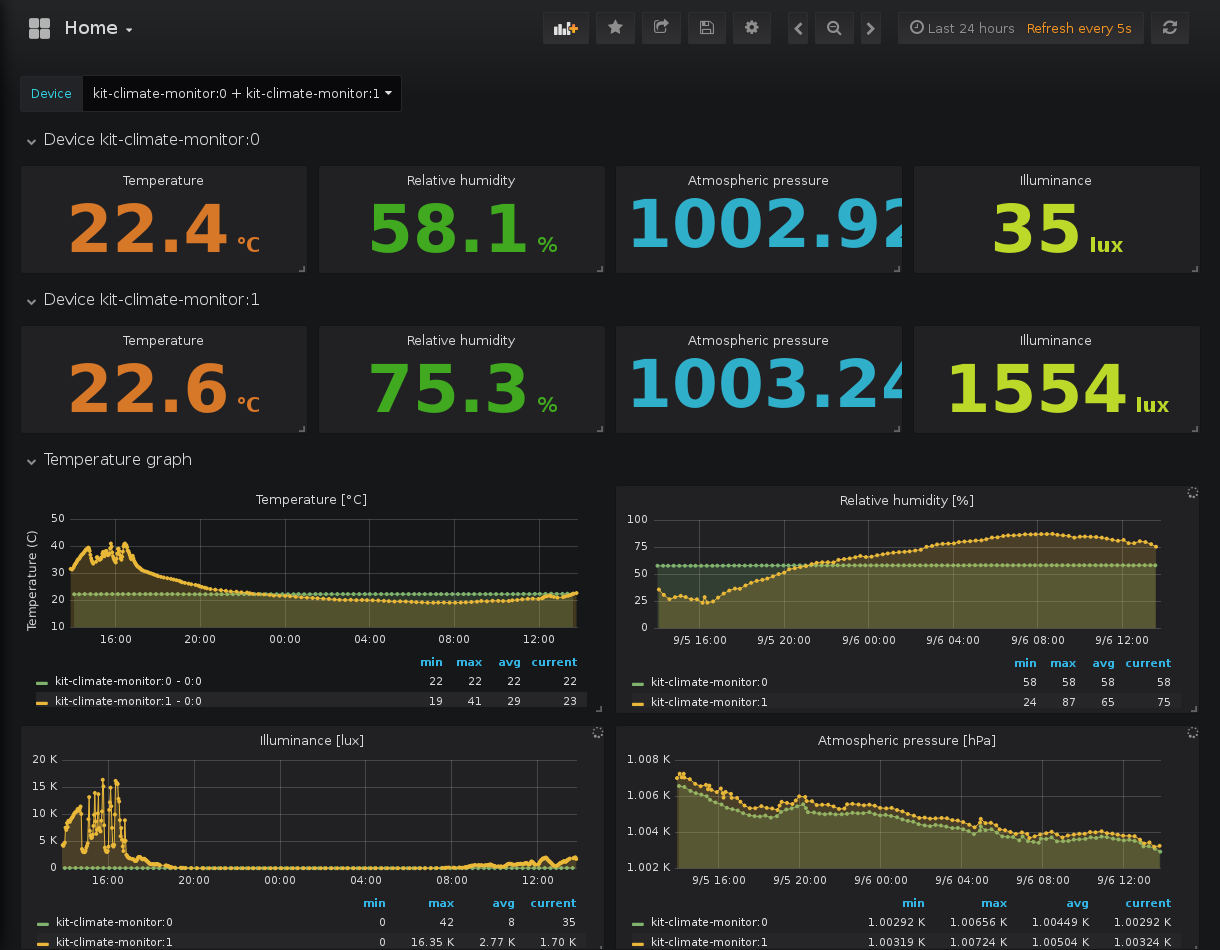 Home
Last 24 hours Refresh every 5s
Device kit-climate-monitor:0 + kit-climate-monitor:1
Device kit-climate-monitor:0
Temperature Relative humidity Atmospheric pressure Illuminance
22.4 °C 58.1 % 1002.92 35 lux
Device kit-climate-monitor:1
Temperature Relative humidity Atmospheric pressure Illuminance
22.6 °C 75.3 % 1003.24 1554 lux
Temperature graph
Temperature [°C]
Temperature (C)
50
40
30
20
10
16:00 20:00 00:00 04:00 08:00 12:00
min max avg current
kit-climate-monitor:0 - 0:0 22 22 22 22
kit-climate-monitor:1 - 0:0 19 41 29 23
Relative humidity [%]
100
75
50
25
0
9/5 16:00 9/5 20:00 9/6 00:00 9/6 04:00 9/6 08:00 9/6 12:00
min max avg current
kit-climate-monitor:0 58 58 58 58
kit-climate-monitor:1 24 87 65 75
Illuminance [lux]
20 K
15 K
10 K
5 K
0
16:00 20:00 00:00 04:00 08:00 12:00
min max avg current
kit-climate-monitor:0 0 42 8 35
kit-climate-monitor:1 0 16.35 K 2.77 K 1.70 K
Atmospheric pressure [hPa]
1.008 K
1.006 K
1.004 K
1.002 K
9/5 16:00 9/5 20:00 9/6 00:00 9/6 04:00 9/6 08:00 9/6 12:00
min max avg current
kit-climate-monitor:0 1.00292 K 1.00656 K 1.00449 K 1.00292 K
kit-climate-monitor:1 1.00319 K 1.00724 K 1.00504 K 1.00324 K